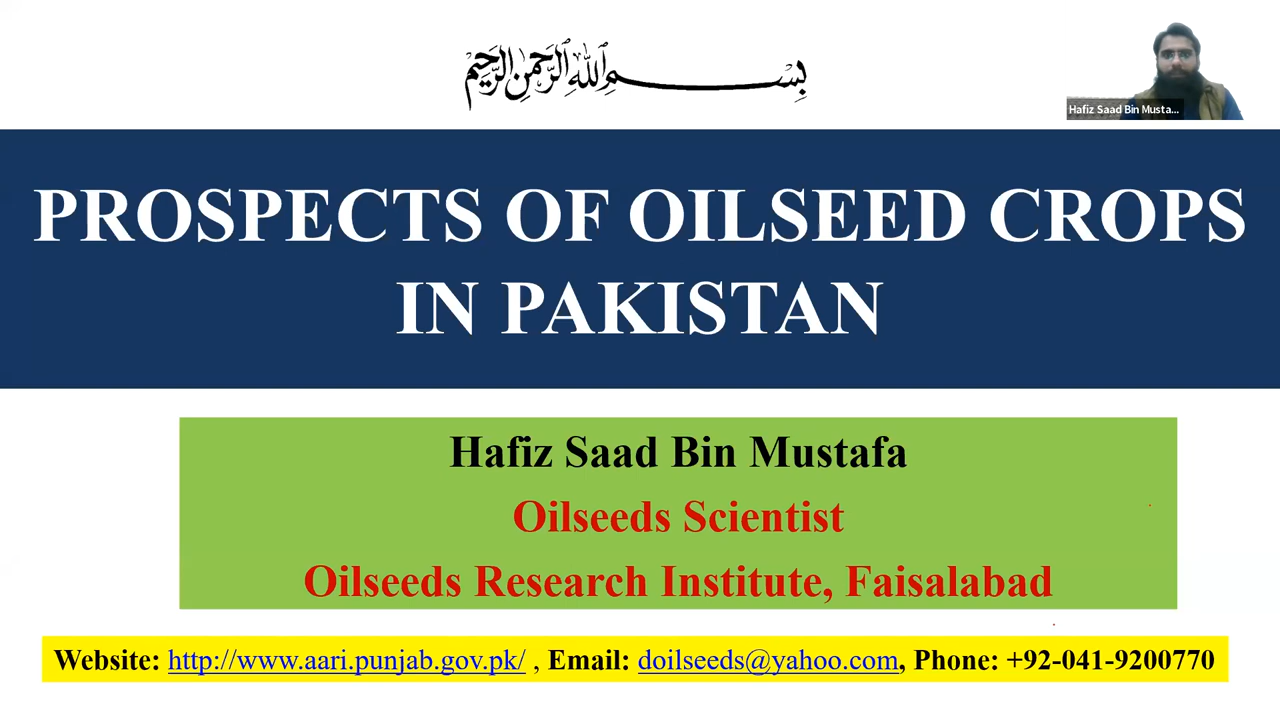 بِسْمِ اللهِ الرَّحْمٰنِ الرَّحِيْمِ
Hafiz Saad Bin Musta...
PROSPECTS OF OILSEED CROPS
IN PAKISTAN
Hafiz Saad Bin Mustafa
Oilseeds Scientist
Oilseeds Research Institute, Faisalabad
Website: http://www.aari.punjab.gov.pk/ , Email: doilseeds@yahoo.com, Phone: +92-041-9200770